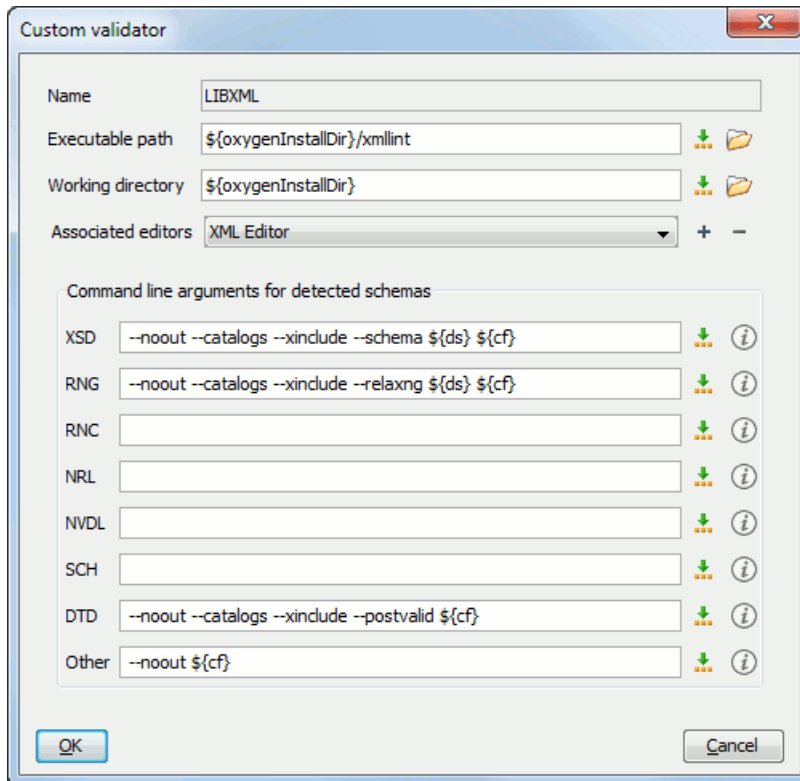 Custom validator
Name LIBXML
Executable path ${oxygenInstallDir}/xmllint
Working directory ${oxygenInstallDir}
Associated editors XML Editor
Command line arguments for detected schemas
XSD --noout --catalogs --xinclude --schema ${ds} ${cf}
RNG --noout --catalogs --xinclude --relaxng ${ds} ${cf}
RNC
NRL
NVDL
SCH
DTD --noout --catalogs --xinclude --postvalid ${cf}
Other --noout ${cf}
OK Cancel